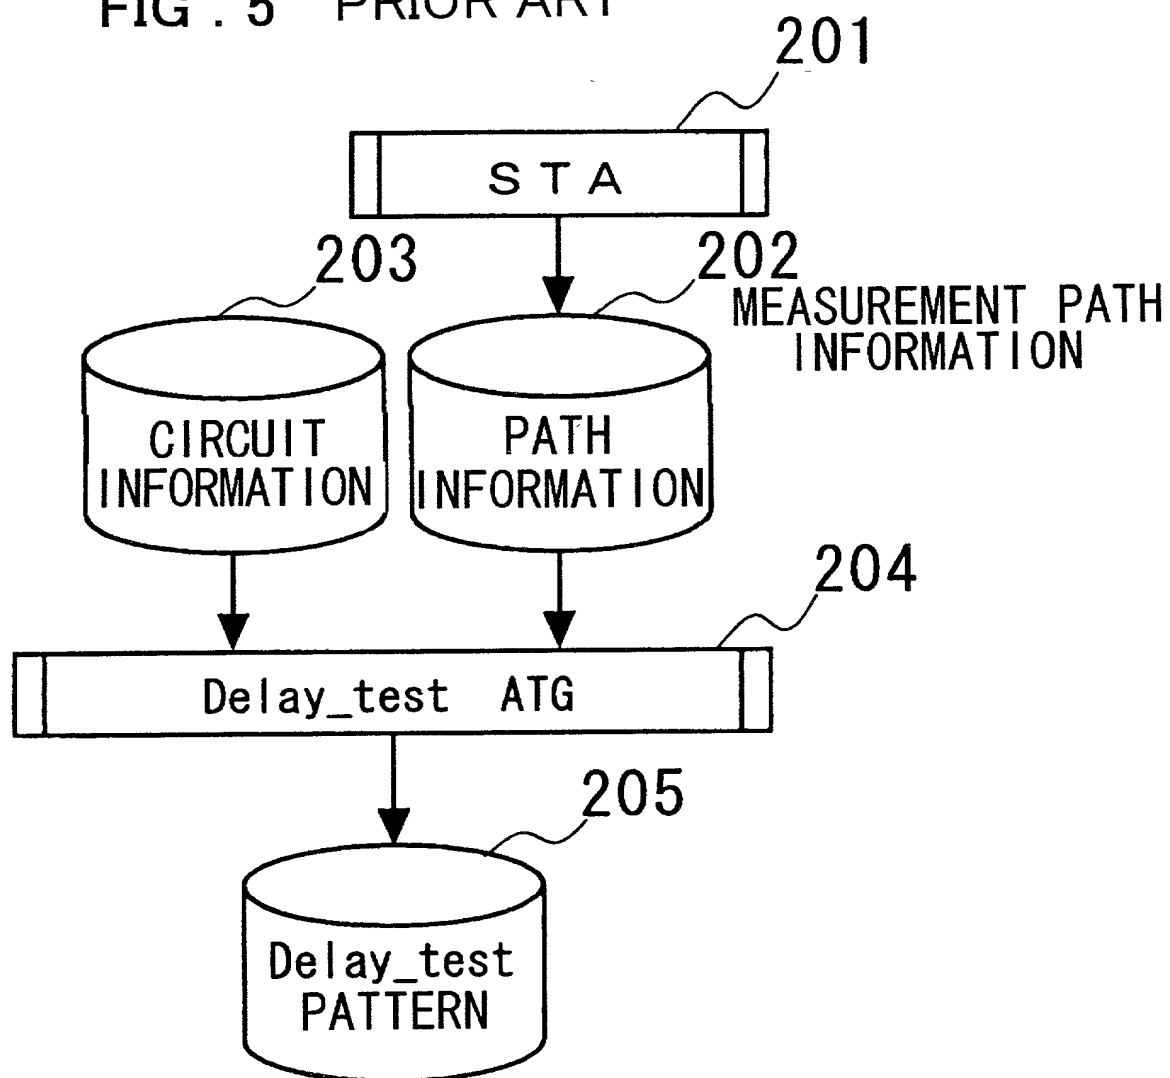 FIG . 5 PRIOR ART
201
STA
203
202
MEASUREMENT PATH
INFORMATION
CIRCUIT
INFORMATION
PATH
INFORMATION
204
Delay_test ATG
205
Delay_test
PATTERN